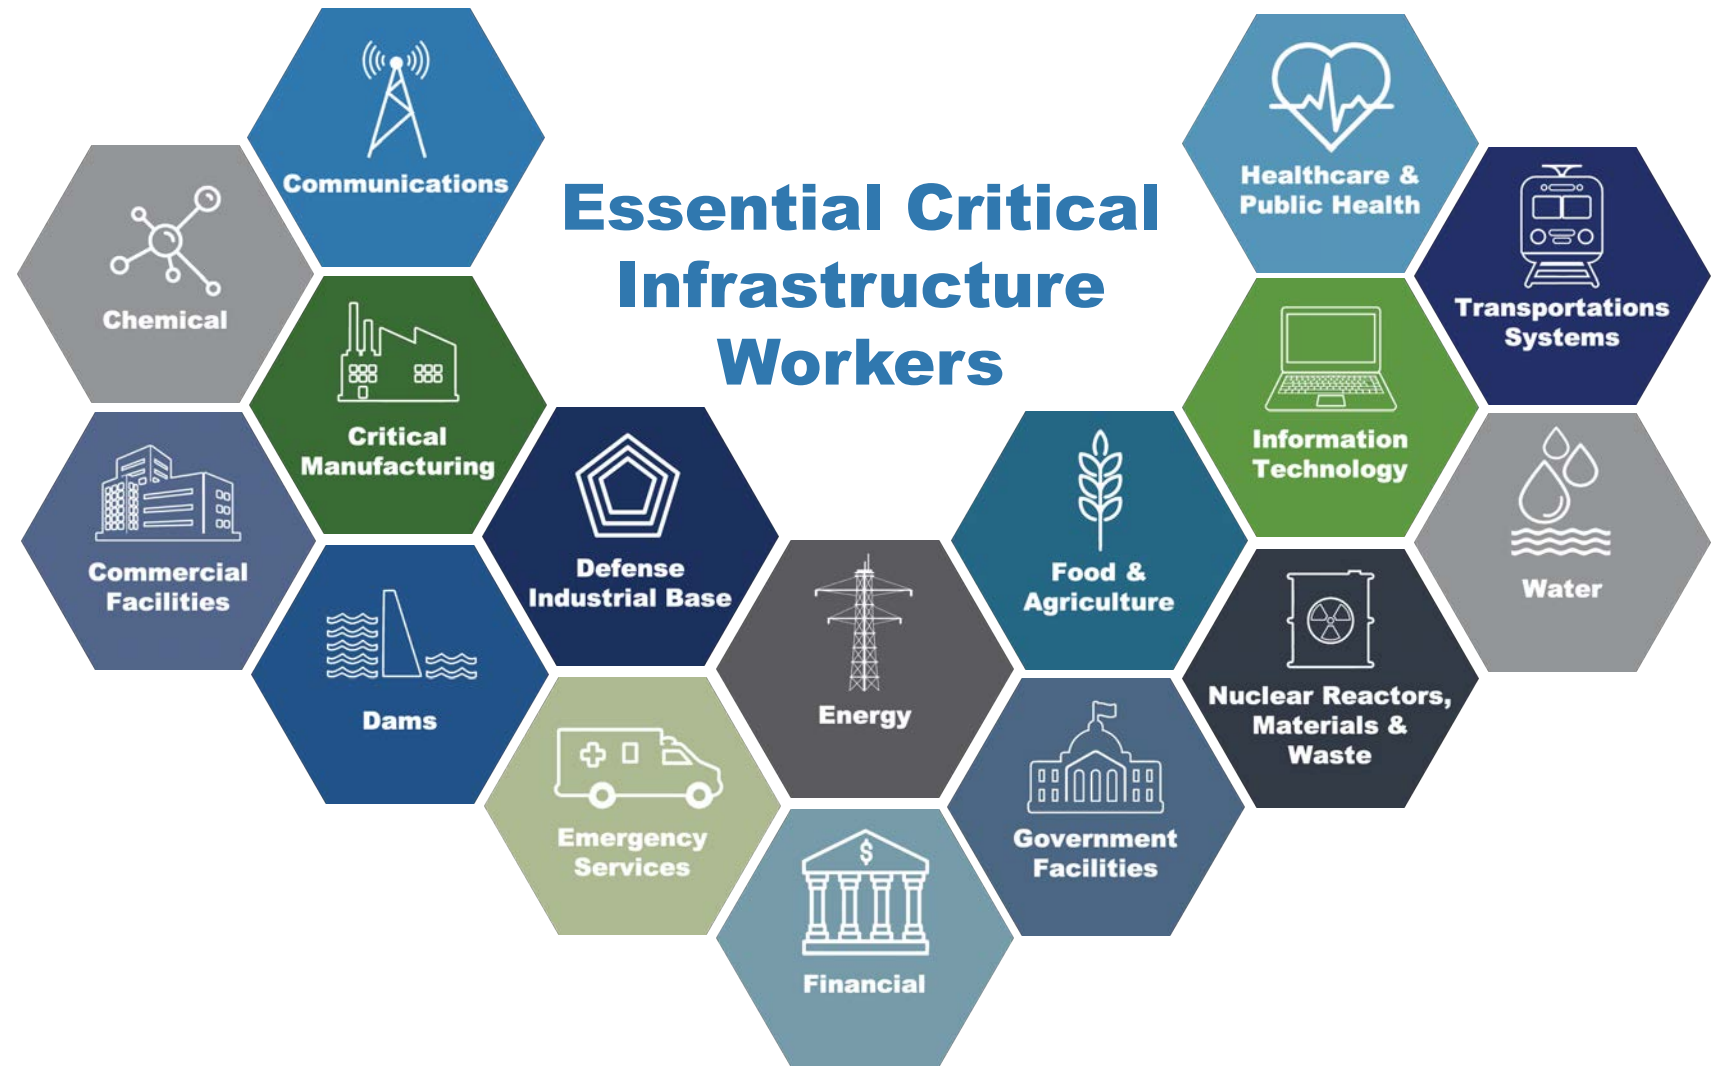 Essential Critical
Infrastructure
Workers
Communications
Chemical
Critical
Manufacturing
Commercial
Facilities
Dams
Defense
Industrial Base
Emergency
Services
Energy
$
Financial
Food &
Agriculture
Government
Facilities
Healthcare &
Public Health
Information
Technology
Nuclear Reactors,
Materials &
Waste
Transportations
Systems
Water